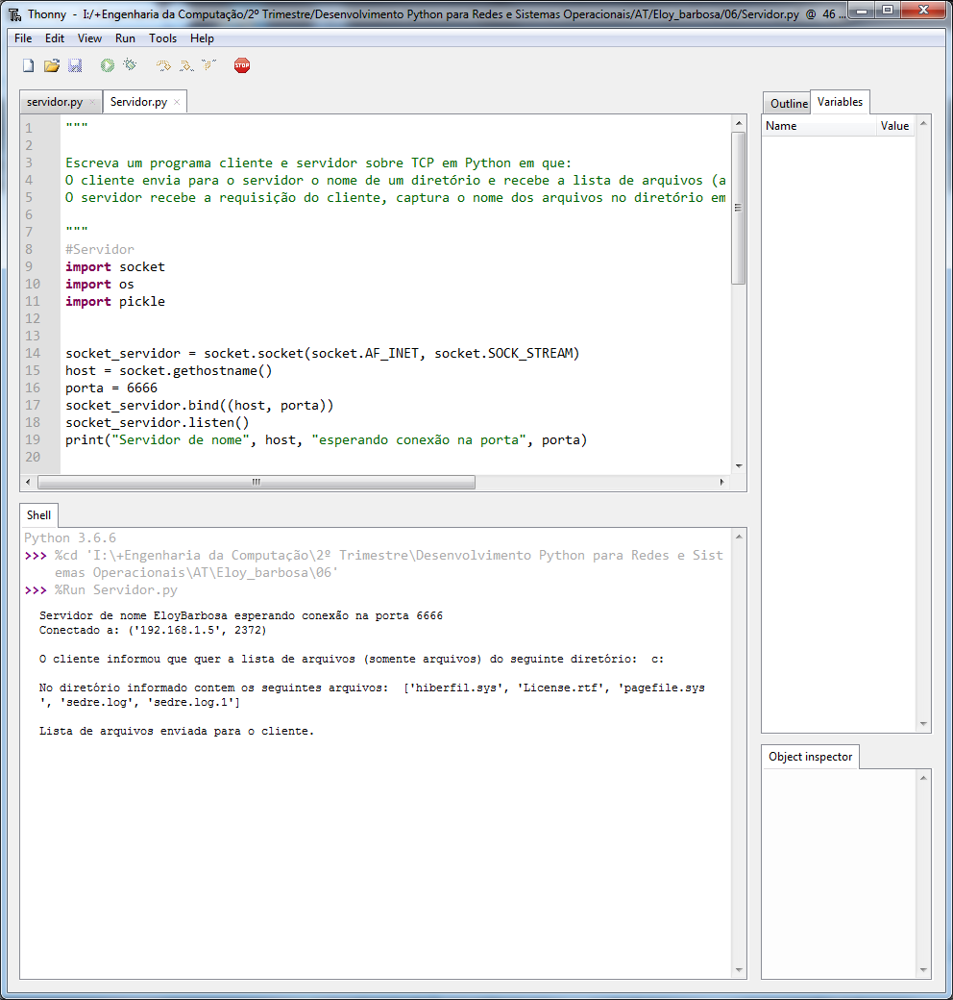 Thonny - I:/+Engenharia da Computação/2º Trimestre/Desenvolvimento Python para Redes e Sistemas Operacionais/AT/Eloy_barbosa/06/Servidor.py @ 46 ...
File Edit View Run Tools Help
STOP
servidor.py × Servidor.py ×
1 """
2
3 Escreva um programa cliente e servidor sobre TCP em Python em que:
4 O cliente envia para o servidor o nome de um diretório e recebe a lista de arquivos (a
5 O servidor recebe a requisição do cliente, captura o nome dos arquivos no diretório em
6
7 """
8 #Servidor
9 import socket
10 import os
11 import pickle
12
13
14 socket_servidor = socket.socket(socket.AF_INET, socket.SOCK_STREAM)
15 host = socket.gethostname()
16 porta = 6666
17 socket_servidor.bind((host, porta))
18 socket_servidor.listen()
19 print("Servidor de nome", host, "esperando conexão na porta", porta)
20
Shell
Python 3.6.6
>>> %cd 'I:\+Engenharia da Computação\2º Trimestre\Desenvolvimento Python para Redes e Sist
emas Operacionais\AT\Eloy_barbosa\06'
>>> %Run Servidor.py
Servidor de nome EloyBarbosa esperando conexão na porta 6666
Conectado a: ('192.168.1.5', 2372)
O cliente informou que quer a lista de arquivos (somente arquivos) do seguinte diretório:  c:
No diretório informado contem os seguintes arquivos:  ['hiberfil.sys', 'License.rtf', 'pagefile.sys
', 'sedre.log', 'sedre.log.1']
Lista de arquivos enviada para o cliente.
Outline Variables
Name Value
Object inspector